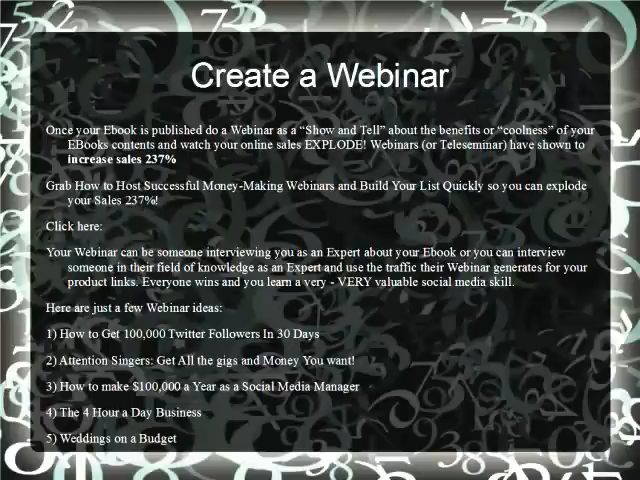 Create a Webinar
Once your Ebook is published do a Webinar as a “Show and Tell” about the benefits or “coolness” of your
EBooks contents and watch your online sales EXPLODE! Webinars (or Teleseminar) have shown to
increase sales 237%
Grab How to Host Successful Money-Making Webinars and Build Your List Quickly so you can explode
your Sales 237%!
Click here:
Your Webinar can be someone interviewing you as an Expert about your Ebook or you can interview
someone in their field of knowledge as an Expert and use the traffic their Webinar generates for your
product links. Everyone wins and you learn a very - VERY valuable social media skill.
Here are just a few Webinar ideas:
1) How to Get 100,000 Twitter Followers In 30 Days
2) Attention Singers: Get All the gigs and Money You want!
3) How to make $100,000 a Year as a Social Media Manager
4) The 4 Hour a Day Business
5) Weddings on a Budget